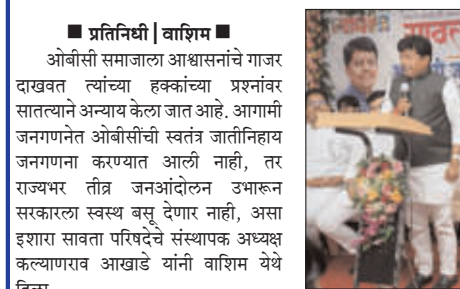 ■ प्रतिनिधी | वाशिम ■
ओबीसी समाजाला आश्वासनांचे गाजर
दाखवत त्यांच्या हक्कांच्या प्रश्नांवर
सातत्याने अन्याय केला जात आहे. आगामी
जनगणनेत ओबीसींची स्वतंत्र जातीनिहाय
जनगणना करण्यात आली नाही, तर
राज्यभर तीव्र जनआंदोलन उभारून
सरकारला स्वस्थ बसू देणार नाही, असा
इशारा सावता परिषदेचे संस्थापक अध्यक्ष
कल्याणराव आखाडे यांनी वाशिम येथे